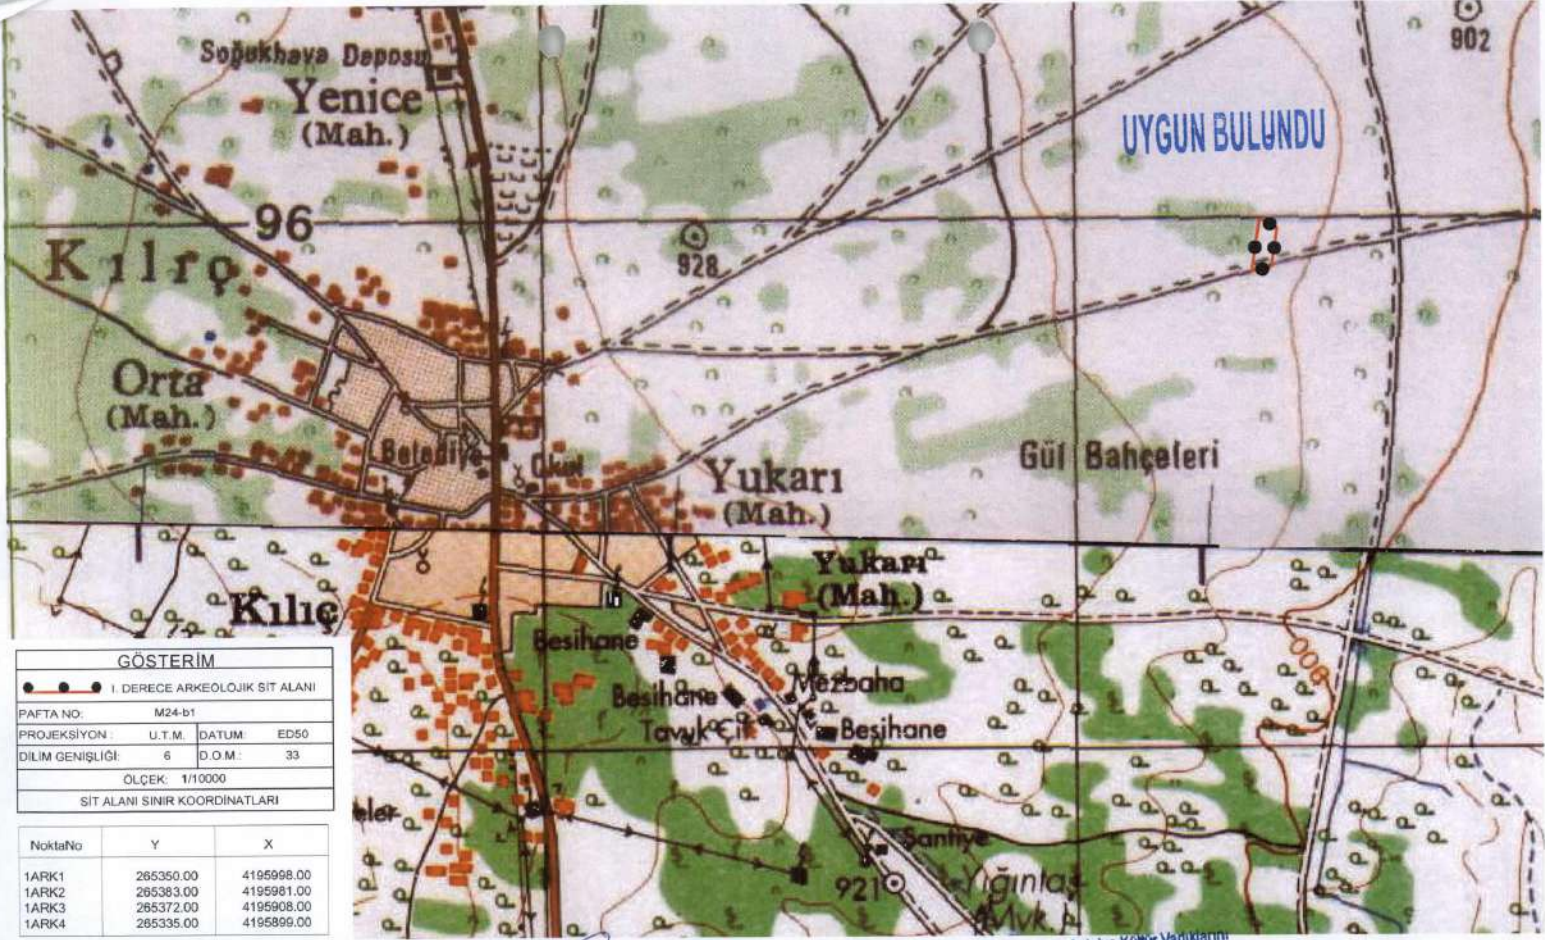 902
Soğukhava Deposu
Yenice
(Mah.)
UYGUN BULUNDU
96
Kılıç
928
Orta
(Mah.)
Belediye
Okul
Yukarı
(Mah.)
Gül Bahçeleri
Yukarı
(Mah.)
Kılıç
Besihane
Besihane
Mezbaha
Tavuk Çift
Besihane
900
eler
Şantiye
921
Yığıntaş
Mvk.
GÖSTERİM
I. DERECE ARKEOLOJİK SİT ALANI
PAFTA NO: M24-b1
PROJEKSİYON : U.T.M. DATUM: ED50
DİLİM GENİŞLİĞİ: 6 D.O.M.: 33
ÖLÇEK: 1/10000
SİT ALANI SINIR KOORDİNATLARI
NoktaNo Y X
1ARK1 265350.00 4195998.00
1ARK2 265383.00 4195981.00
1ARK3 265372.00 4195908.00
1ARK4 265335.00 4195899.00